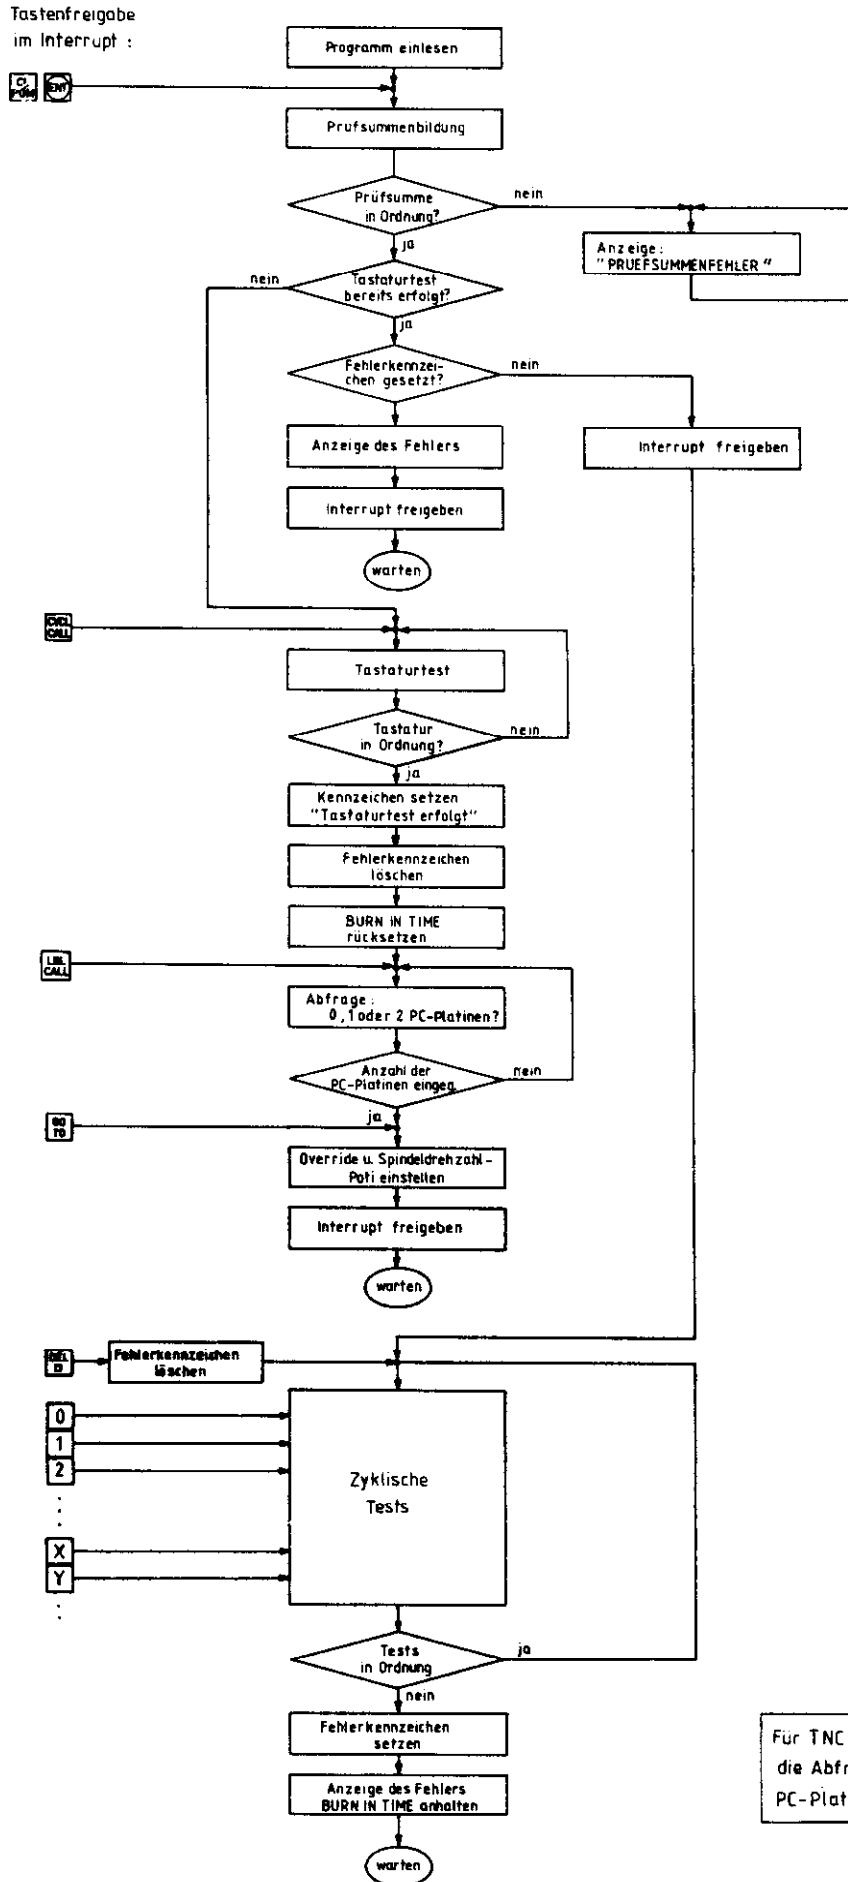 Tastenfreigabe
im Interrupt :
Programm einlesen
ENT
Prüfsummenbildung
Prüfsumme
in Ordnung?
nein
ja
Anzeige:
"PRUEFSUMMENFEHLER"
nein
Tastaturtest
bereits erfolgt?
ja
Fehlerkennzei-
chen gesetzt?
nein
Anzeige des Fehlers
Interrupt freigeben
Interrupt freigeben
warten
CYCL
CALL
Tastaturtest
Tastatur
in Ordnung?
nein
ja
Kennzeichen setzen
"Tastaturtest erfolgt"
Fehlerkennzeichen
löschen
BURN IN TIME
rücksetzen
LBL
CALL
Abfrage:
0,1 oder 2 PC-Platinen?
Anzahl der
PC-Platinen eingeg.
nein
ja
GO
TO
Override u. Spindeldrehzahl-
Poti einstellen
Interrupt freigeben
warten
DEL
Fehlerkennzeichen
löschen
0
1
2
Zyklische
Tests
X
Y
Tests
in Ordnung
ja
nein
Fehlerkennzeichen
setzen
Für TNC
die Abfr
PC-Plat
Anzeige des Fehlers
BURN IN TIME anhalten
warten